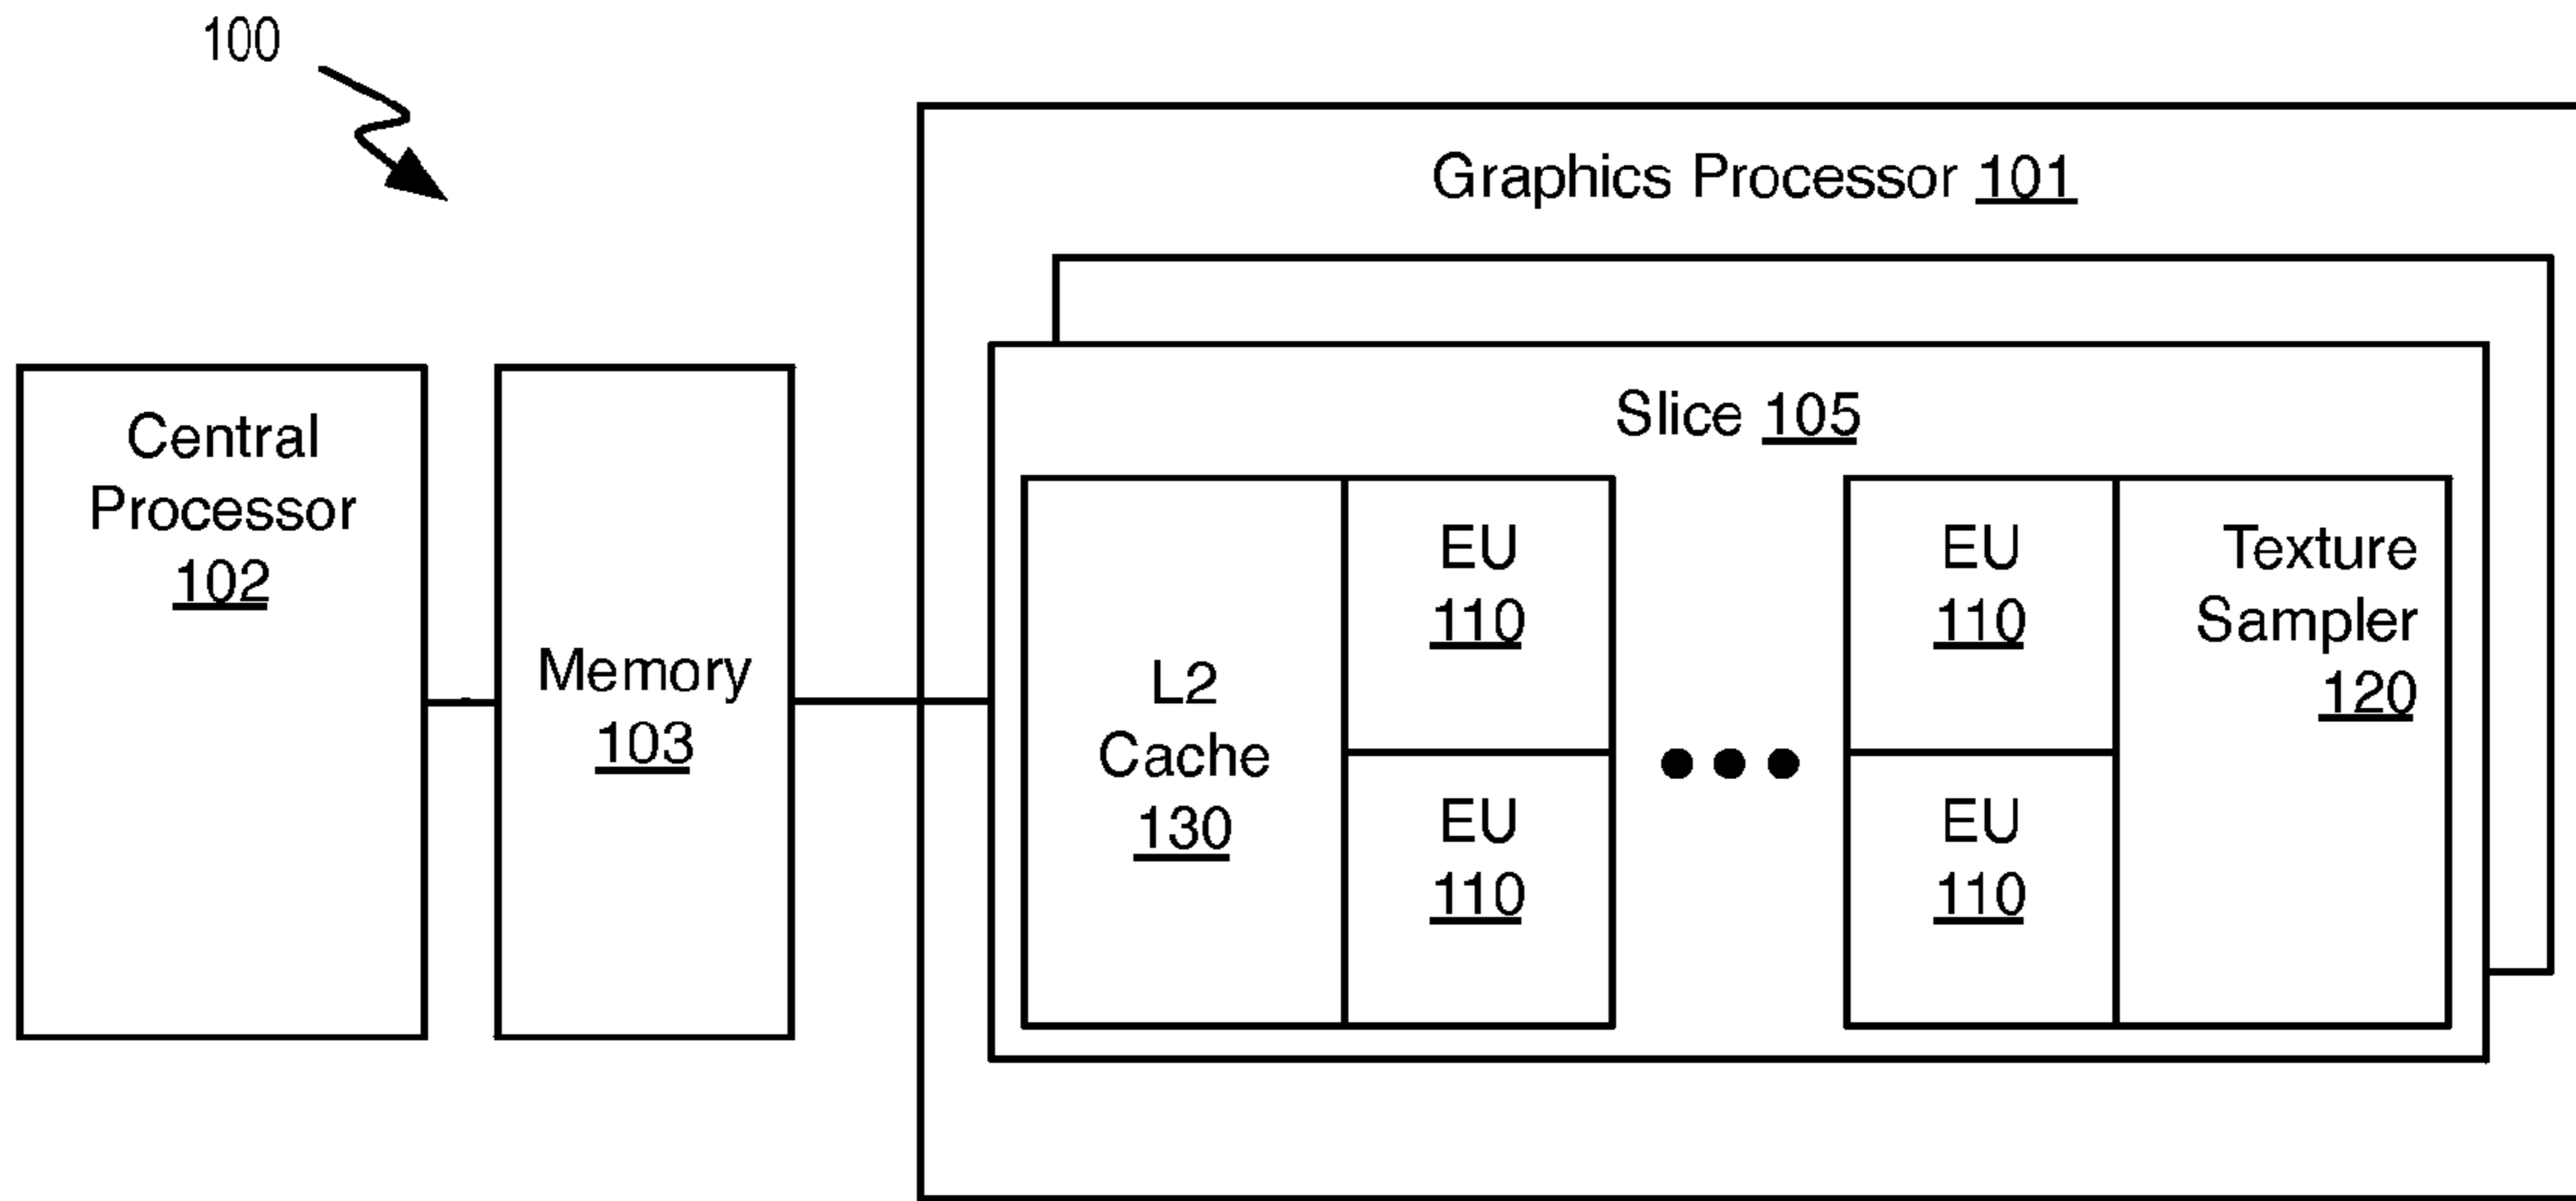 100
Graphics Processor 101
Slice 105
Central
Processor
102
Memory
103
L2
Cache
130
EU
110
EU
110
EU
110
EU
110
Texture
Sampler
120